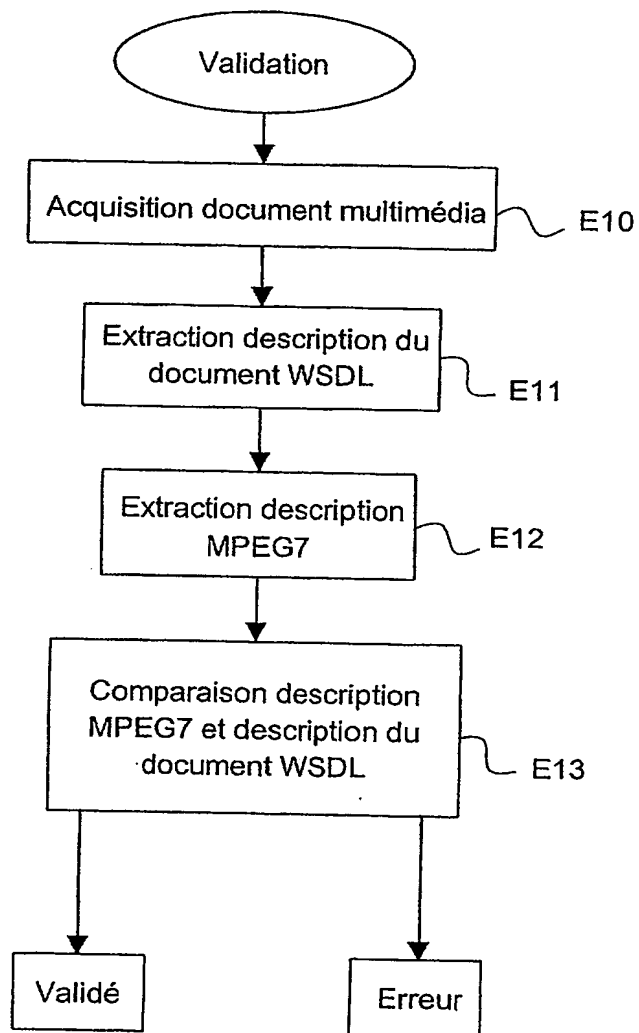 Validation
Acquisition document multimédia
E10
Extraction description du
document WSDL
E11
Extraction description
MPEG7
E12
Comparaison description
MPEG7 et description du
document WSDL
E13
Validé
Erreur